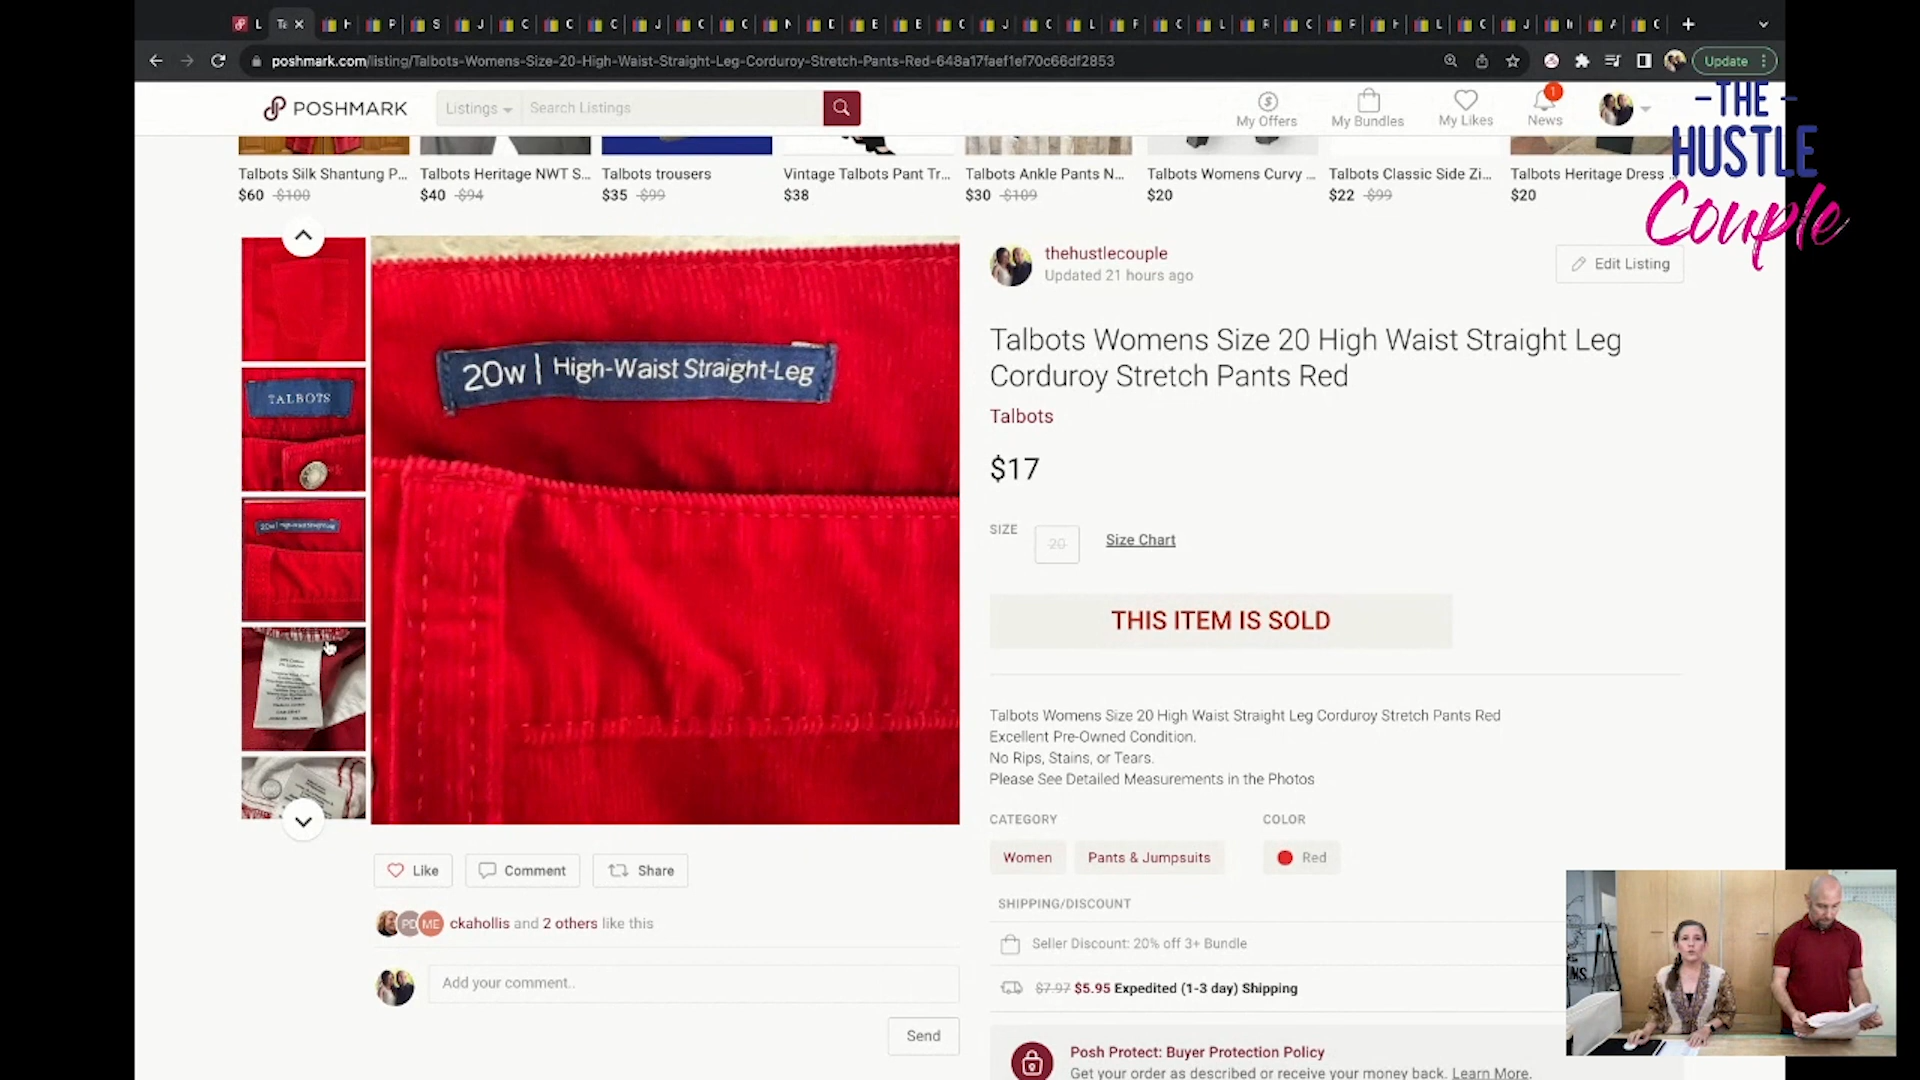 poshmark.com/listing/Talbots-Womens-Size-20-High-Waist-Straight-Leg-Corduroy-Stretch-Pants-Red-648a17faef1ef70c66df2853
Update
-THE-
HUSTLE
Couple
POSHMARK
Listings
Search Listings
My Offers
My Bundles
My Likes
1
News
Talbots Silk Shantung P...
Talbots Heritage NWT S...
Talbots trousers
Vintage Talbots Pant Tr...
Talbots Ankle Pants N...
Talbots Womens Curvy ...
Talbots Classic Side Zi...
Talbots Heritage Dress ...
$60 $100
$40 $94
$35 $99
$38
$30 $109
$20
$22 $99
$20
TALBOTS
20w | High-Waist Straight-Leg
20w | High-Waist Straight-Leg
thehustlecouple
Updated 21 hours ago
Edit Listing
Talbots Womens Size 20 High Waist Straight Leg
Corduroy Stretch Pants Red
Talbots
$17
SIZE
20
Size Chart
THIS ITEM IS SOLD
Talbots Womens Size 20 High Waist Straight Leg Corduroy Stretch Pants Red
Excellent Pre-Owned Condition.
No Rips, Stains, or Tears.
Please See Detailed Measurements in the Photos
CATEGORY
COLOR
Women
Pants & Jumpsuits
Red
SHIPPING/DISCOUNT
Seller Discount: 20% off 3+ Bundle
$7.97 $5.95 Expedited (1-3 day) Shipping
Posh Protect: Buyer Protection Policy
Get your order as described or receive your money back. Learn More.
Like
Comment
Share
PD
ME
ckahollis and 2 others like this
Add your comment..
Send